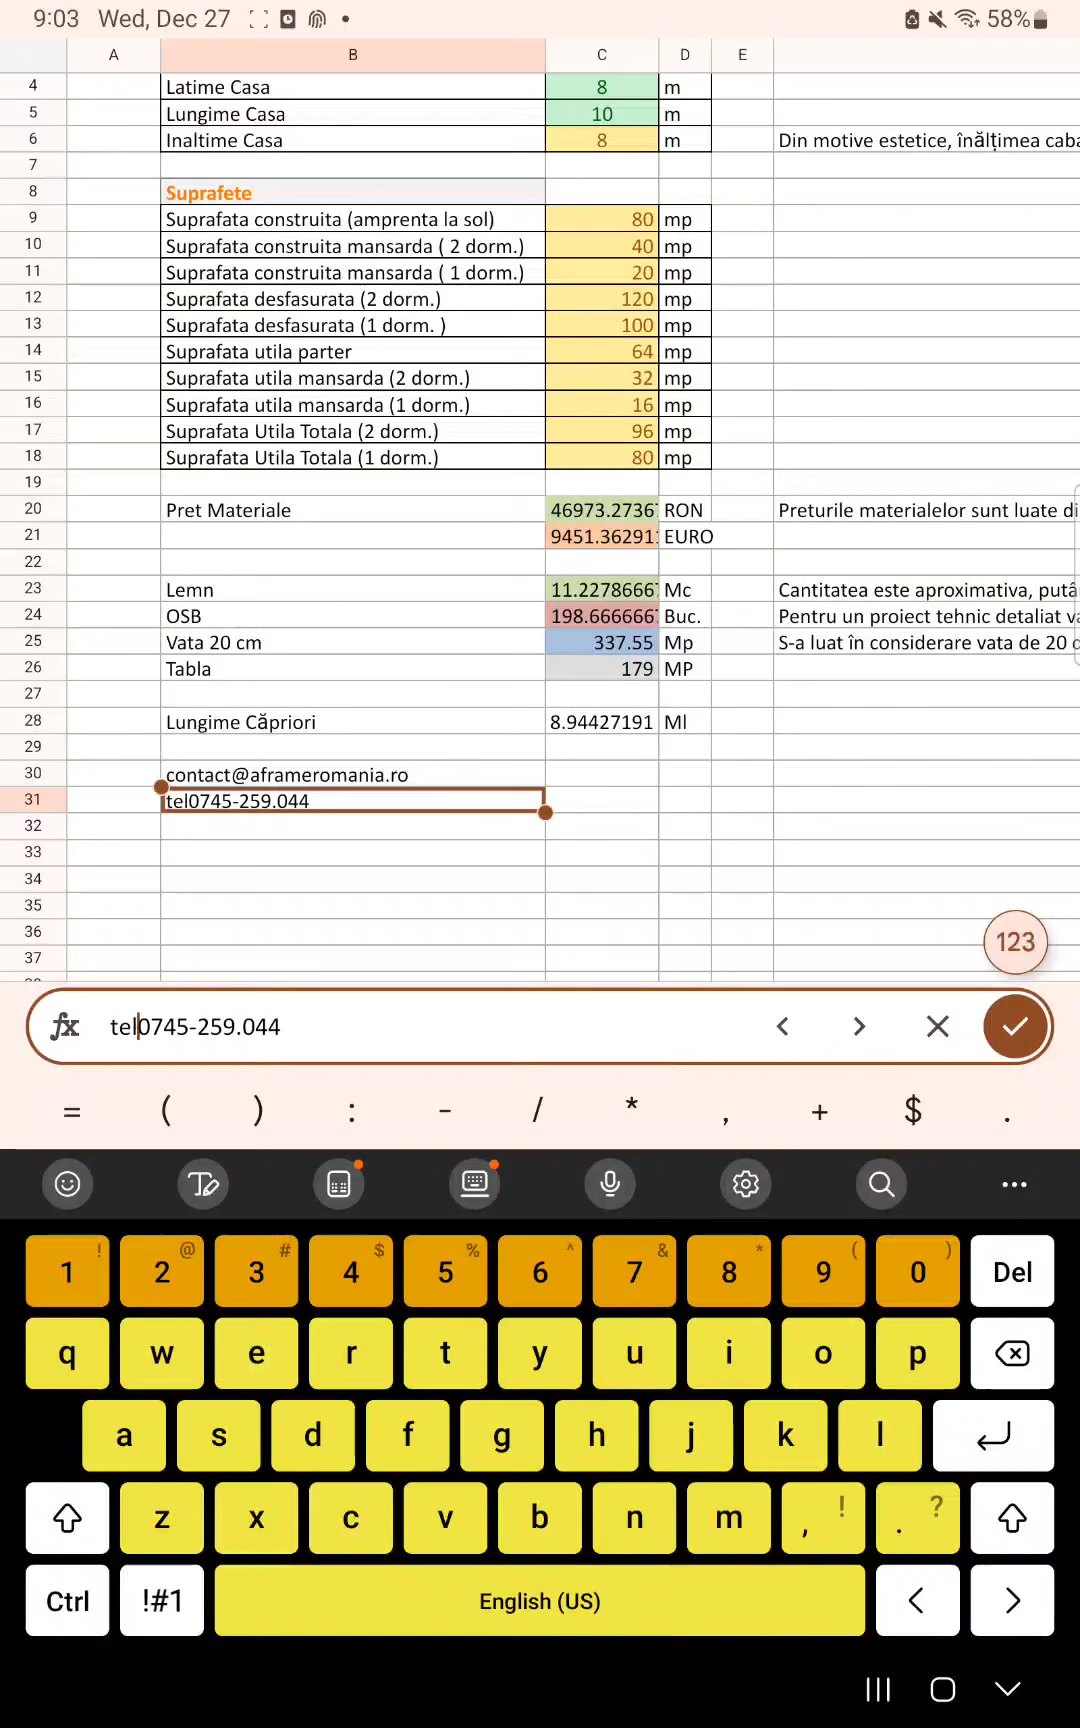 9:03 Wed, Dec 27 58%
A B C D E
4 Latime Casa 8 m
5 Lungime Casa 10 m
6 Inaltime Casa 8 m Din motive estetice, înălțimea caba
7
8 Suprafete
9 Suprafata construita (amprenta la sol) 80 mp
10 Suprafata construita mansarda ( 2 dorm.) 40 mp
11 Suprafata construita mansarda ( 1 dorm.) 20 mp
12 Suprafata desfasurata (2 dorm.) 120 mp
13 Suprafata desfasurata (1 dorm. ) 100 mp
14 Suprafata utila parter 64 mp
15 Suprafata utila mansarda (2 dorm.) 32 mp
16 Suprafata utila mansarda (1 dorm.) 16 mp
17 Suprafata Utila Totala (2 dorm.) 96 mp
18 Suprafata Utila Totala (1 dorm.) 80 mp
19
20 Pret Materiale 46973.2736 RON Preturile materialelor sunt luate di
21 9451.36291 EURO
22
23 Lemn 11.22786666 Mc Cantitatea este aproximativa, putâ
24 OSB 198.666666 Buc. Pentru un proiect tehnic detaliat va
25 Vata 20 cm 337.55 Mp S-a luat în considerare vata de 20 c
26 Tabla 179 MP
27
28 Lungime Căpriori 8.94427191 Ml
29
30 contact@aframeromania.ro
31 tel0745-259.044
32
33
34
35
36
37
123
fx tel0745-259.044
= ( ) : - / * , + $ .
1 ! 2 @ 3 # 4 $ 5 % 6 ^ 7 & 8 * 9 ( 0 ) Del
q w e r t y u i o p
a s d f g h j k l
z x c v b n m , ! . ?
Ctrl !#1 English (US) < >